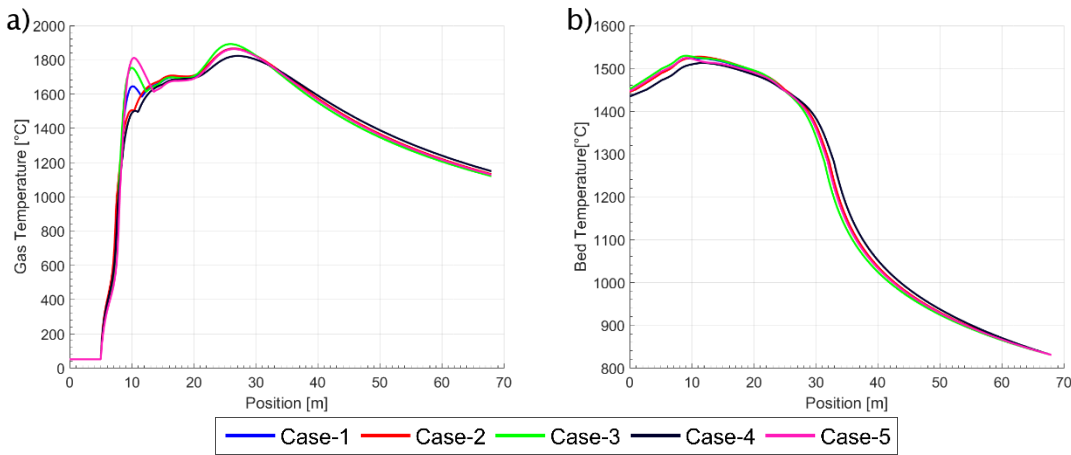 a)
Gas Temperature [°C]
2000
1800
1600
1400
1200
1000
800
600
400
200
0
0 10 20 30 40 50 60 70
Position [m]
b)
Bed Temperature[°C]
1600
1500
1400
1300
1200
1100
1000
900
800
0 10 20 30 40 50 60 70
Position [m]
Case-1 Case-2 Case-3 Case-4 Case-5